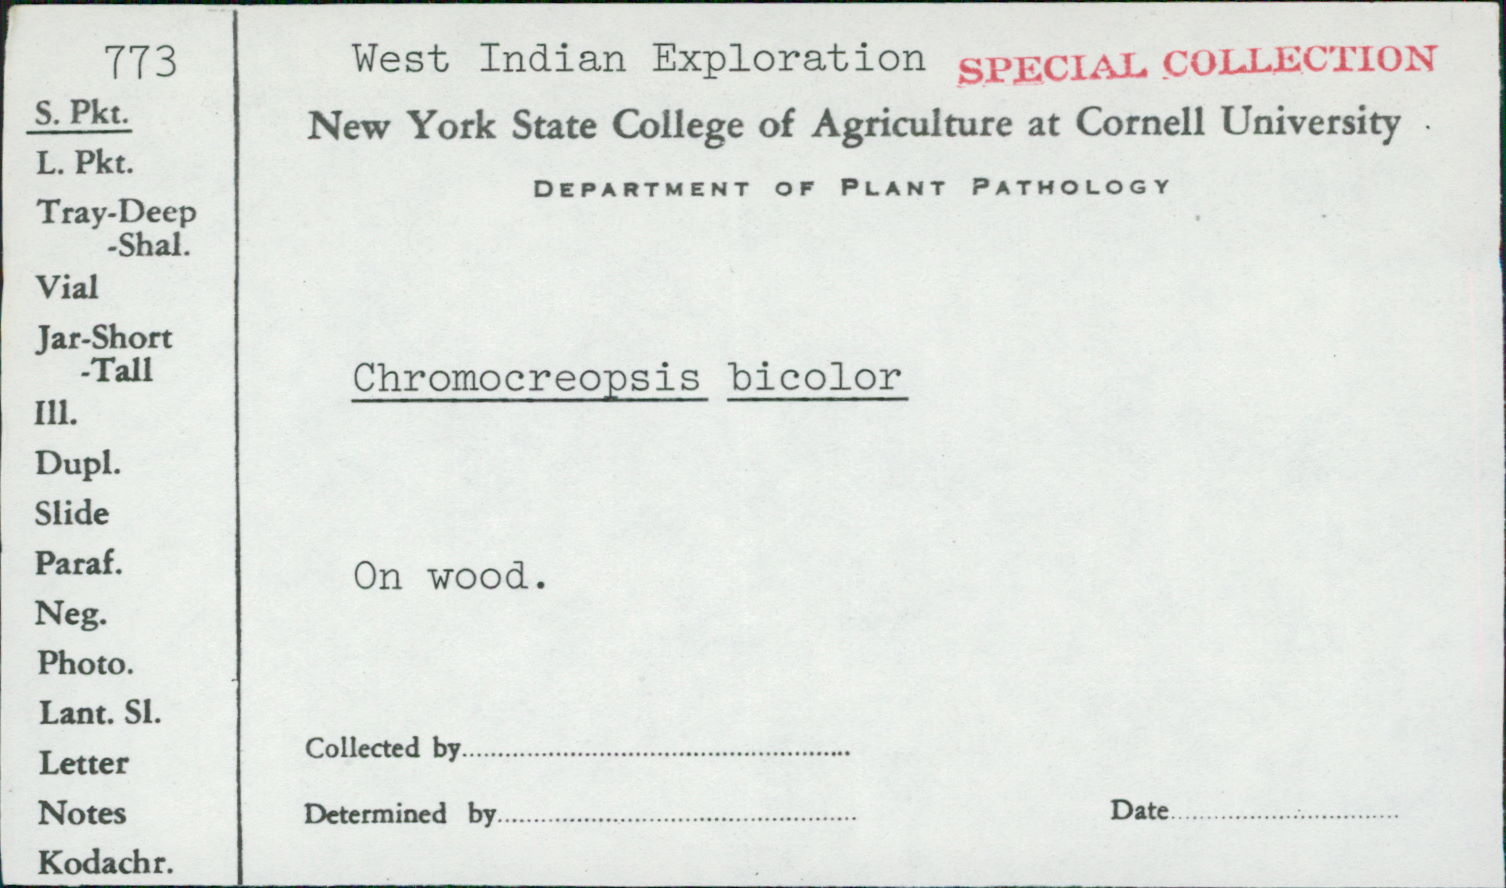 773
S. Pkt.
L. Pkt.
Tray-Deep
-Shal.
Vial
Jar-Short
-Tall
Ill.
Dupl.
Slide
Paraf.
Neg.
Photo.
Lant. Sl.
Letter
Notes
Kodachr.
West Indian Exploration SPECIAL COLLECTION
New York State College of Agriculture at Cornell University
DEPARTMENT OF PLANT PATHOLOGY
Chromocreopsis bicolor
On wood.
Collected by
Determined by Date